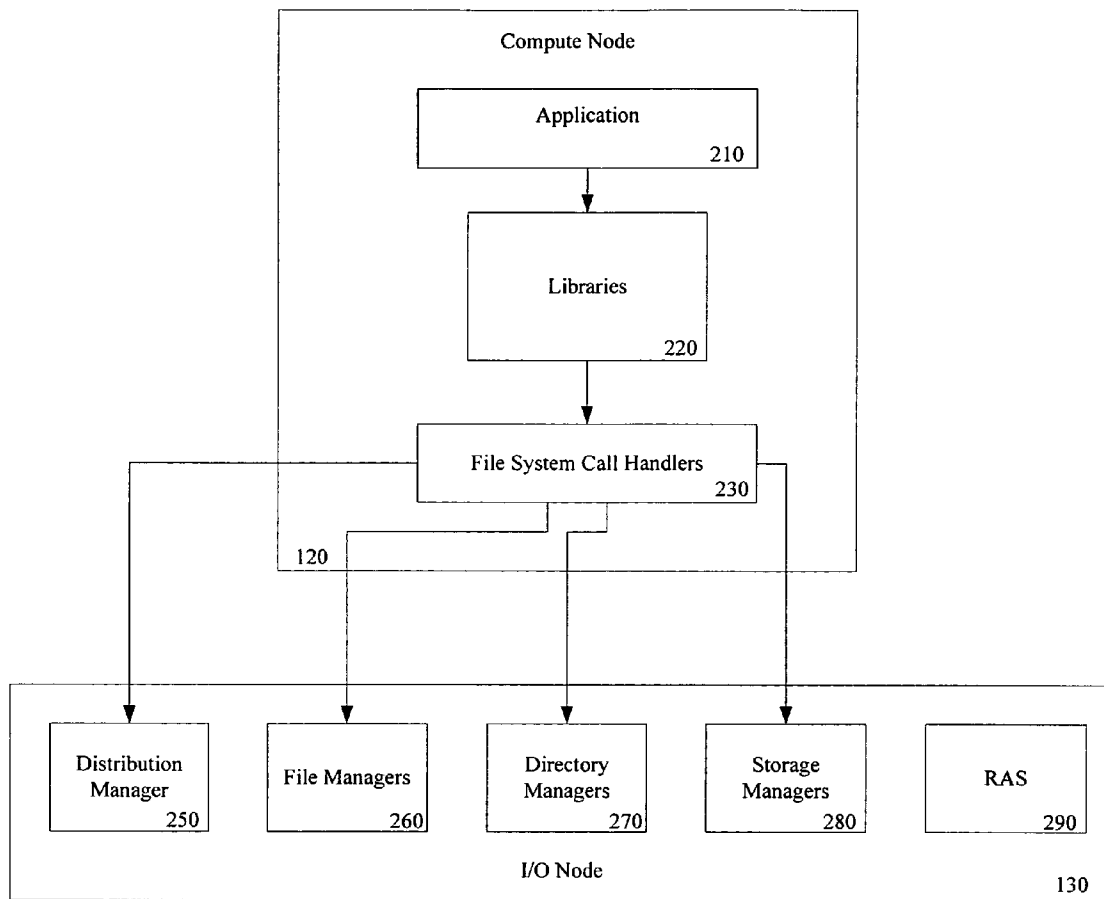 Compute Node
Application
210
Libraries
220
File System Call Handlers
230
120
Distribution
Manager
250
File Managers
260
Directory
Managers
270
Storage
Managers
280
RAS
290
I/O Node
130